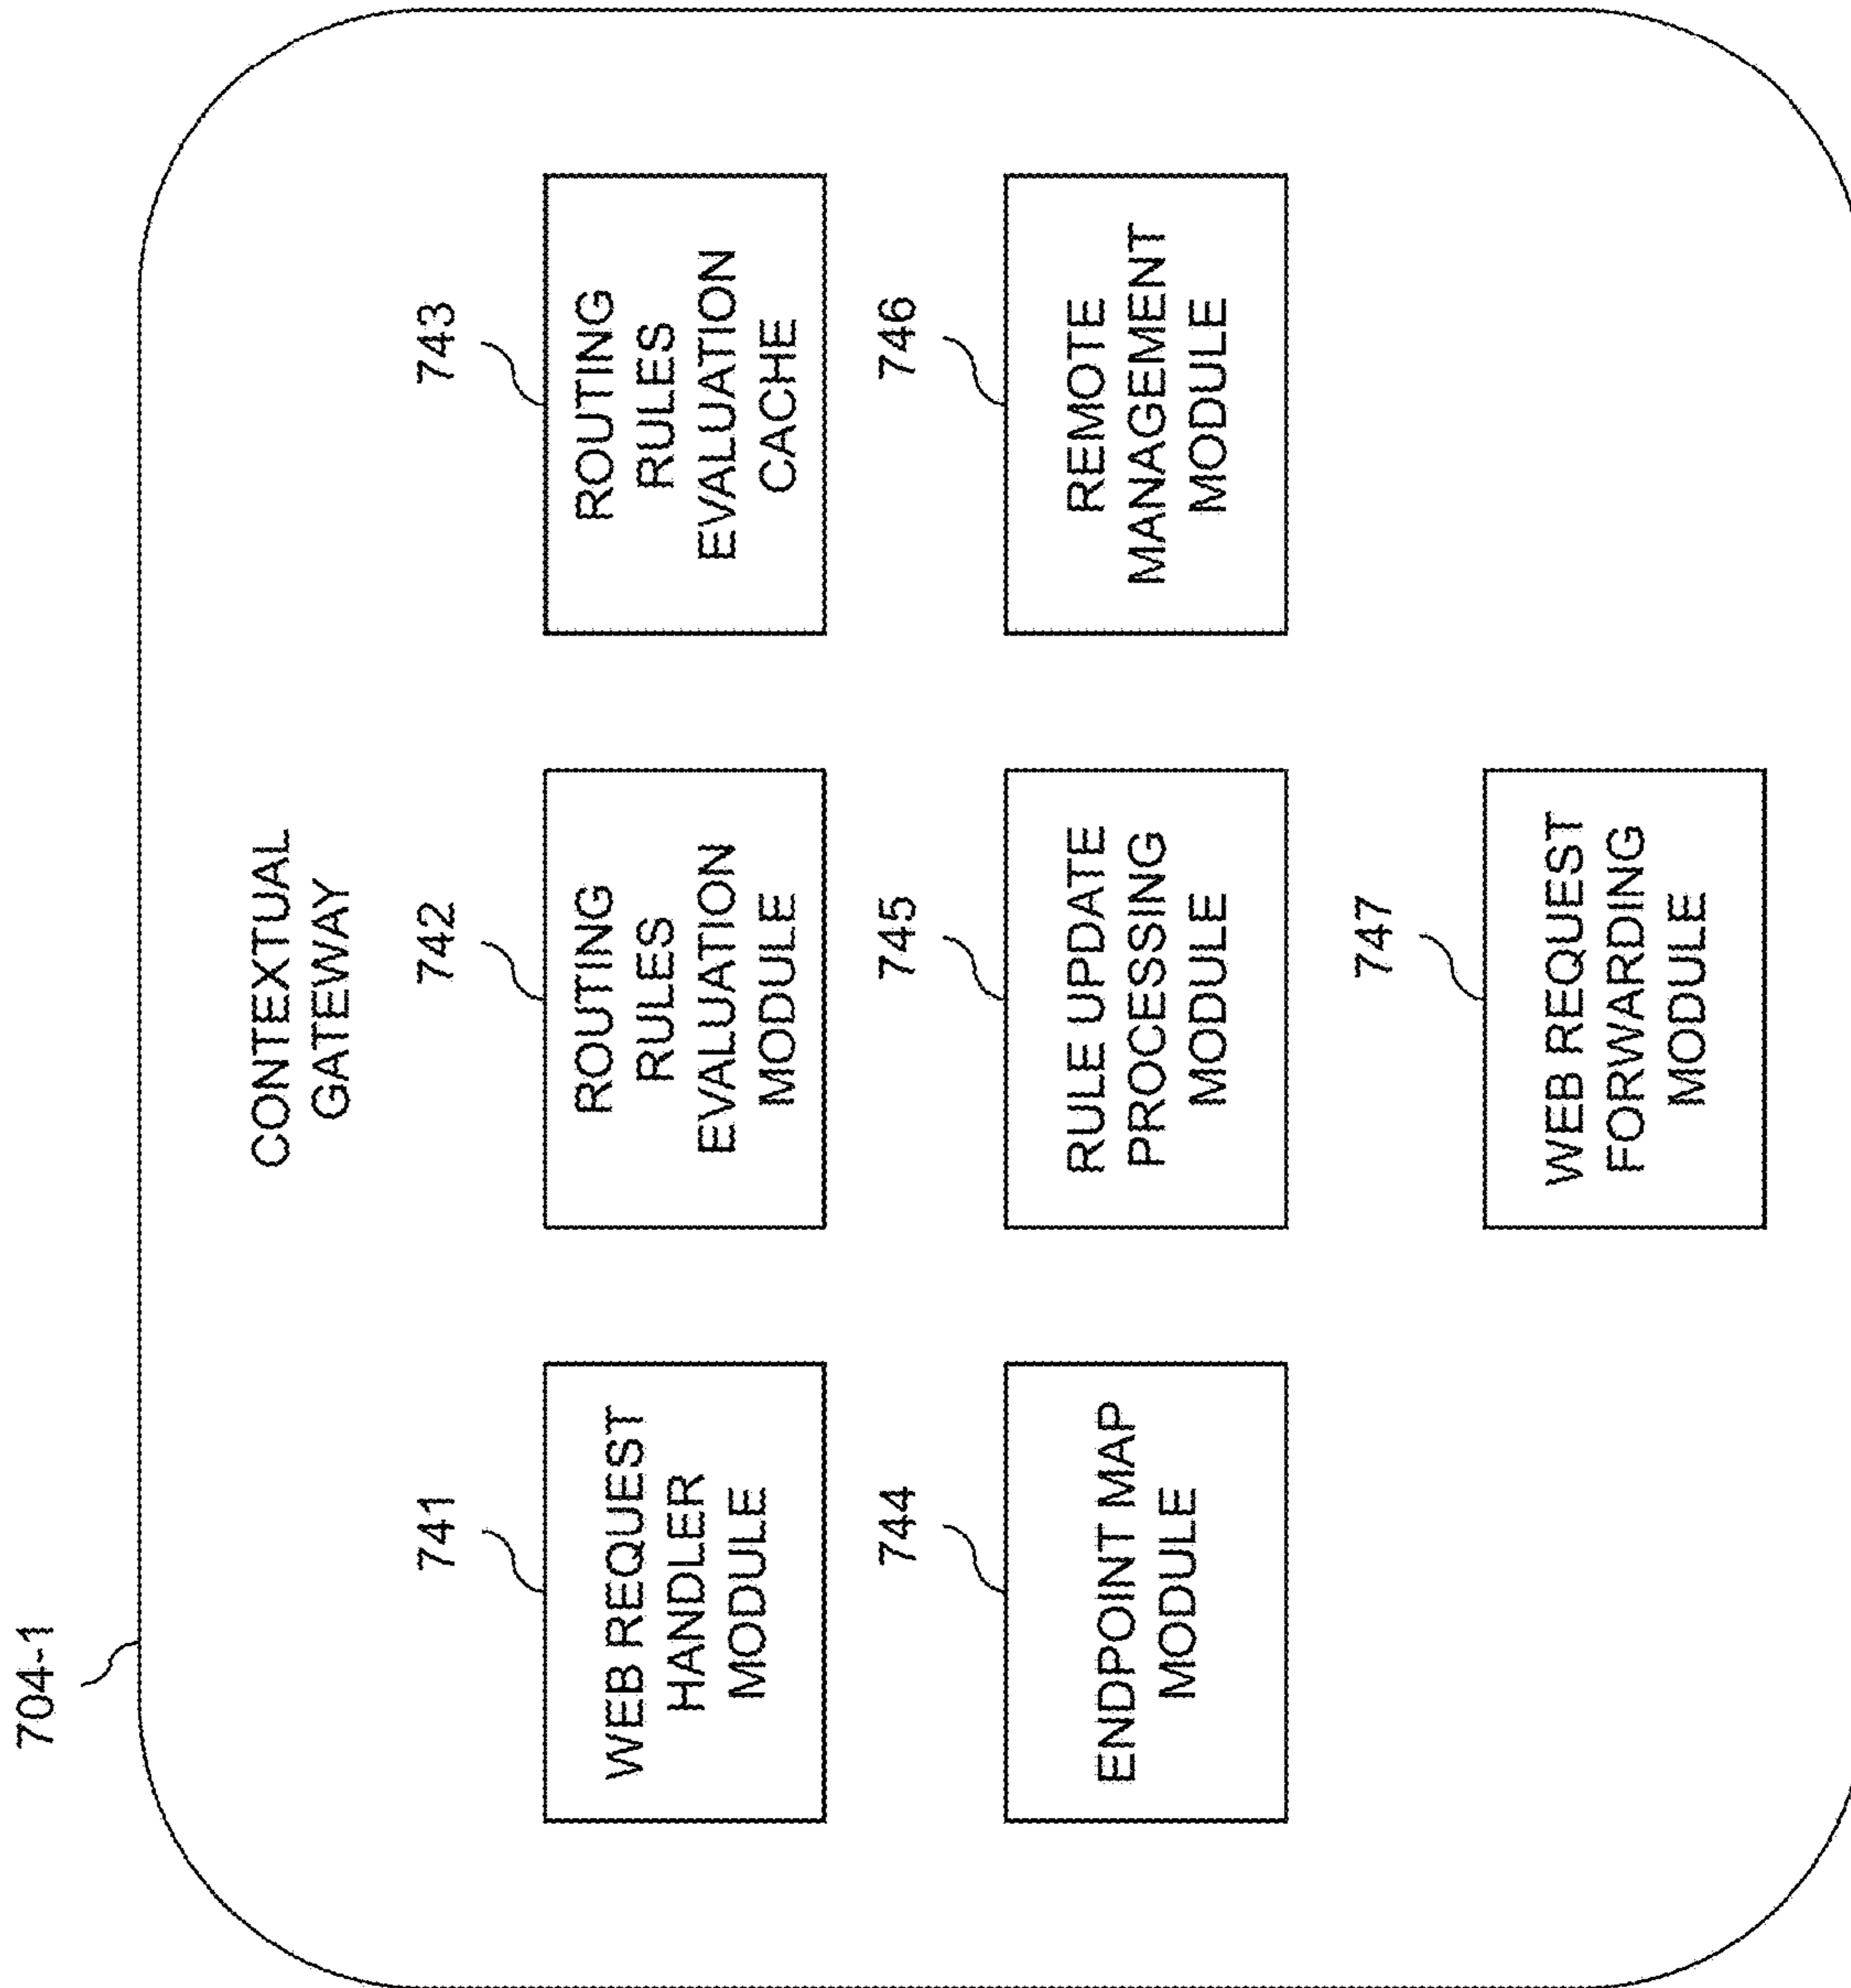 704-1
CONTEXTUAL
GATEWAY
741
WEB REQUEST
HANDLER
MODULE
742
ROUTING
RULES
EVALUATION
MODULE
743
ROUTING
RULES
EVALUATION
CACHE
744
ENDPOINT MAP
MODULE
745
RULE UPDATE
PROCESSING
MODULE
746
REMOTE
MANAGEMENT
MODULE
747
WEB REQUEST
FORWARDING
MODULE